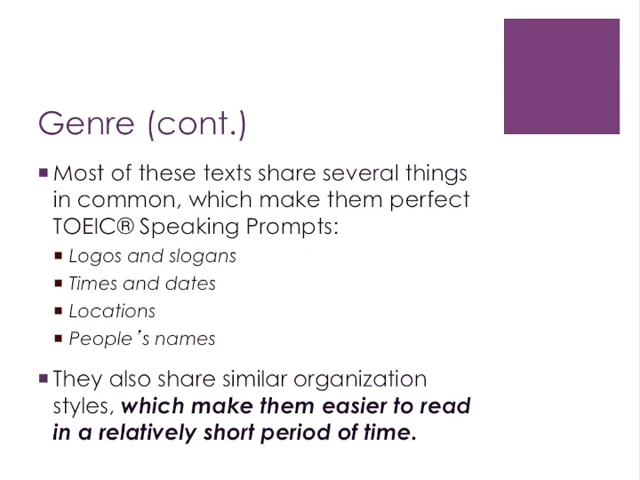 Genre (cont.)
Most of these texts share several things
in common, which make them perfect
TOEIC® Speaking Prompts:
Logos and slogans
Times and dates
Locations
People's names
They also share similar organization
styles, which make them easier to read
in a relatively short period of time.